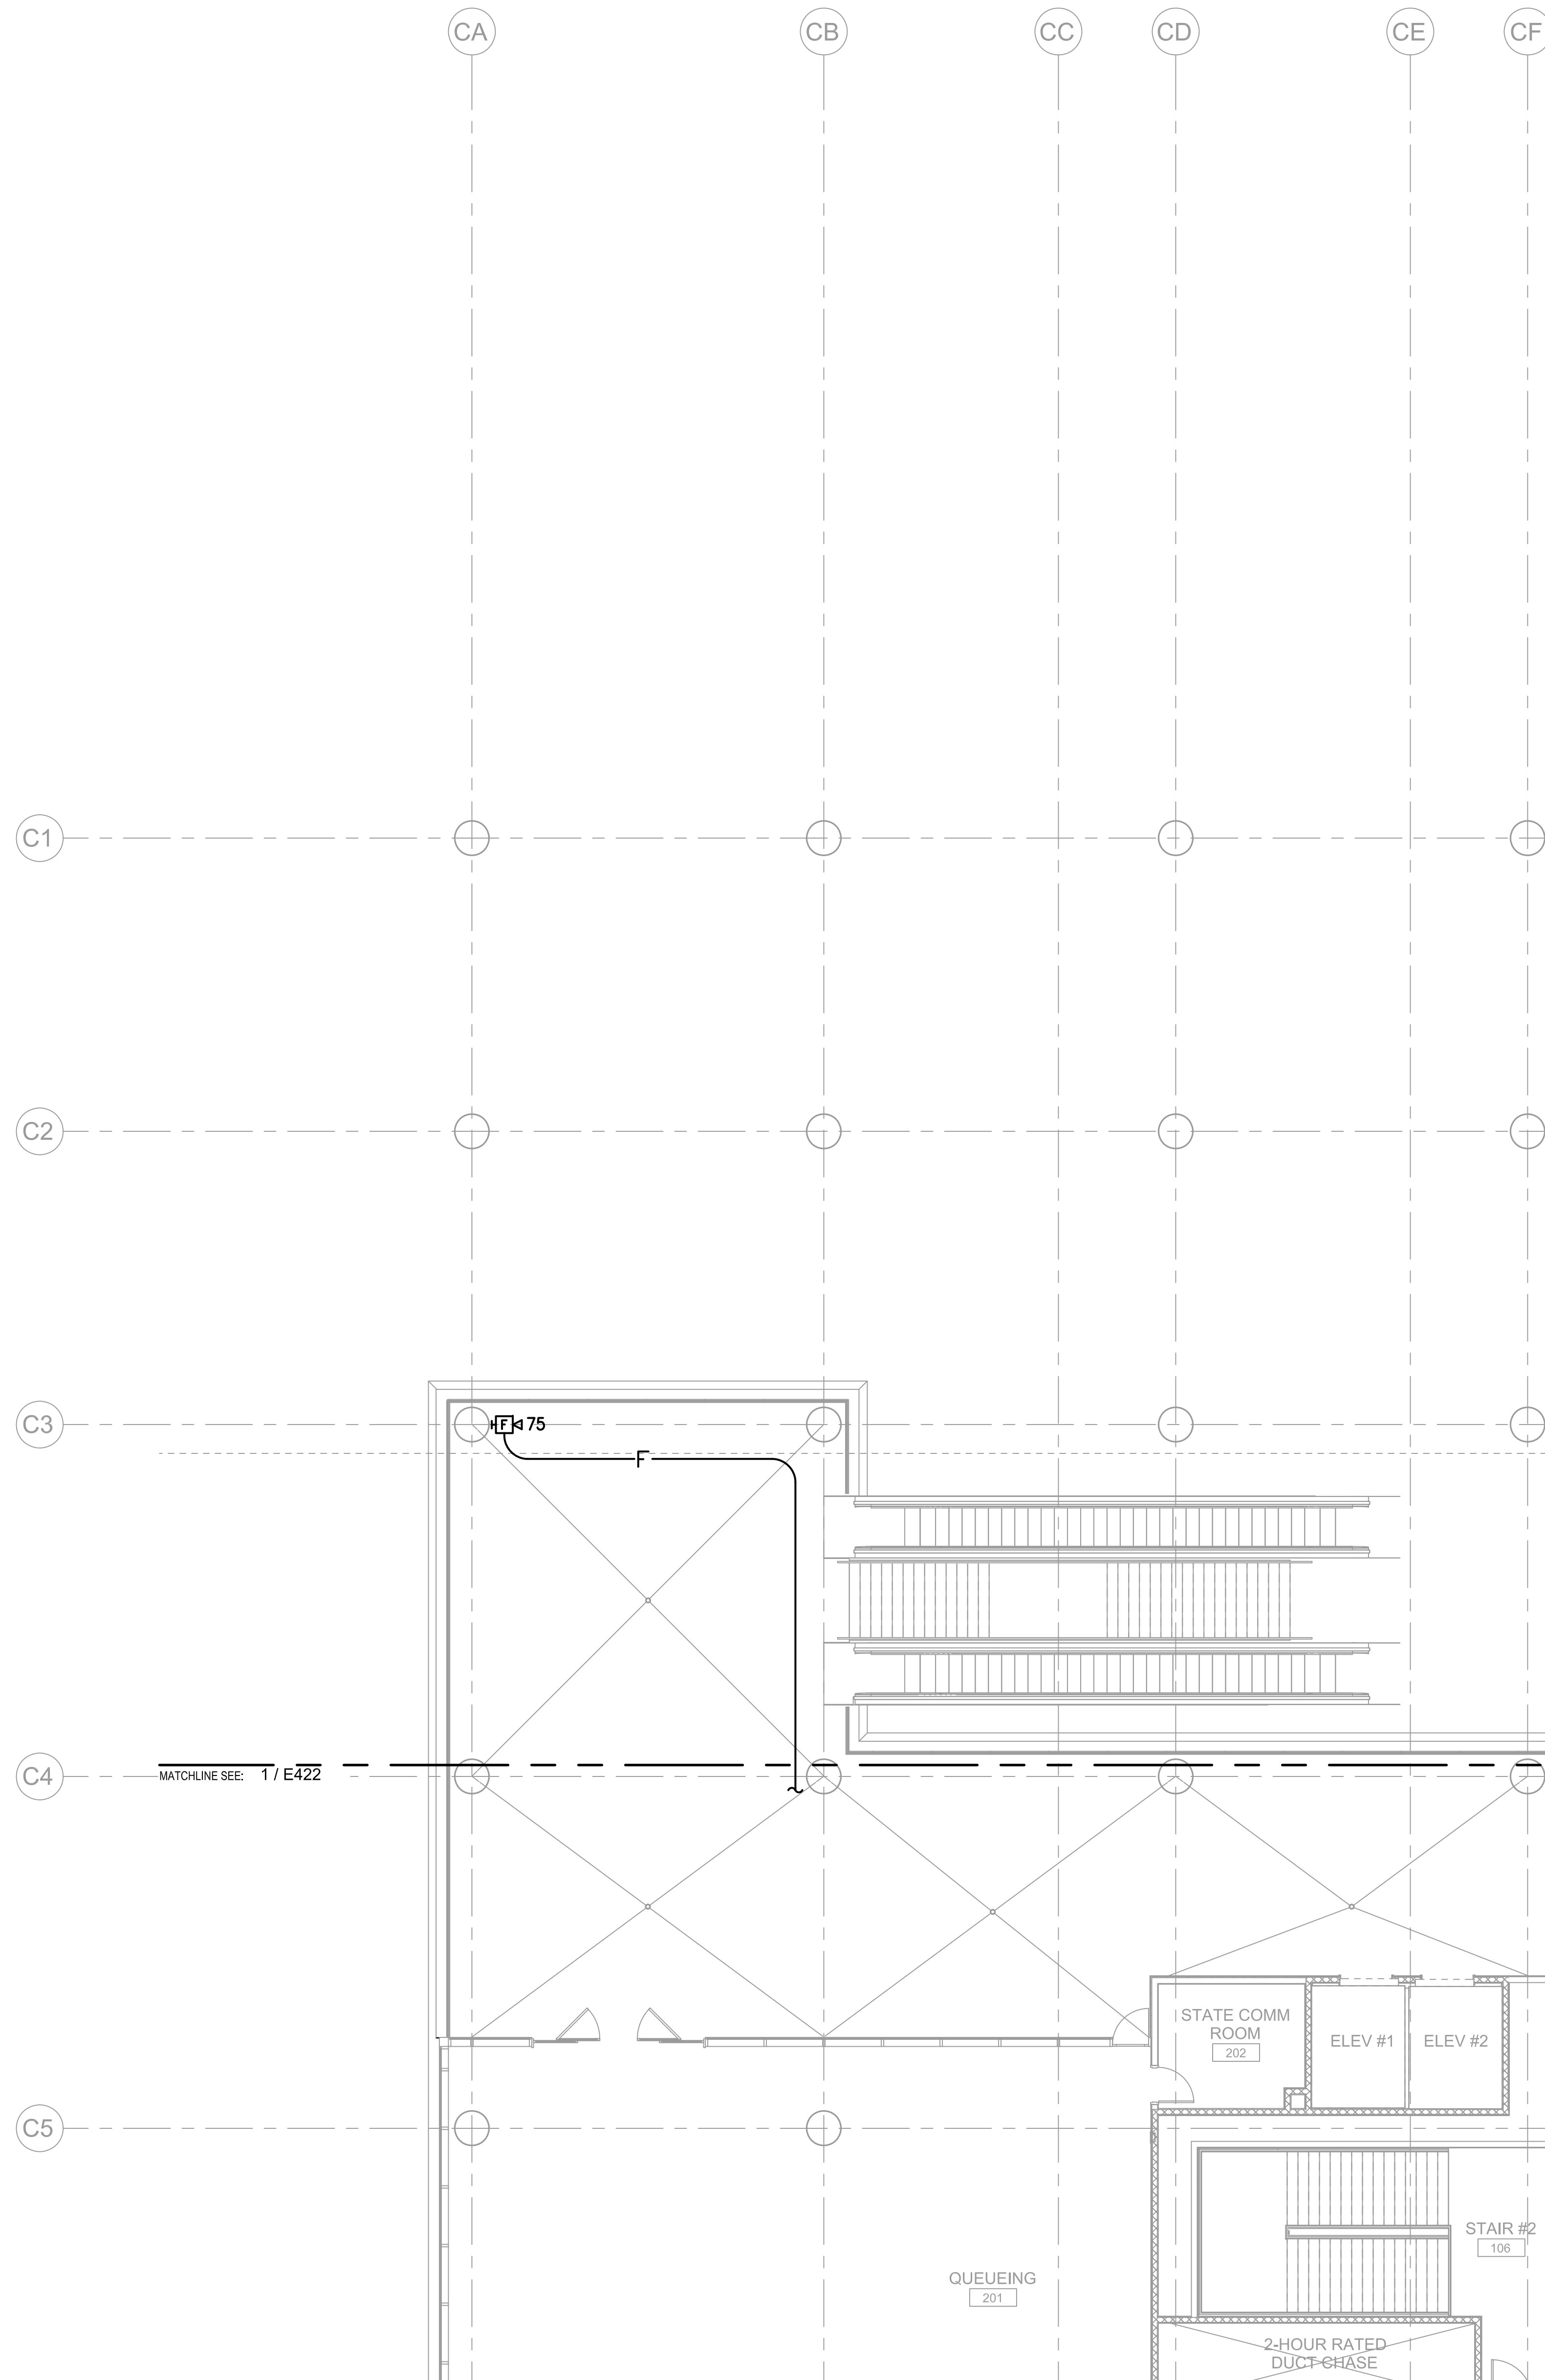 CA
CB
CC
CD
CE
CF
C1
C2
C3
F
75
F
C4
MATCHLINE SEE: 1 / E422
STATE COMM
ROOM
202
ELEV #1
ELEV #2
C5
STAIR #2
106
QUEUEING
201
2-HOUR RATED
DUCT CHASE